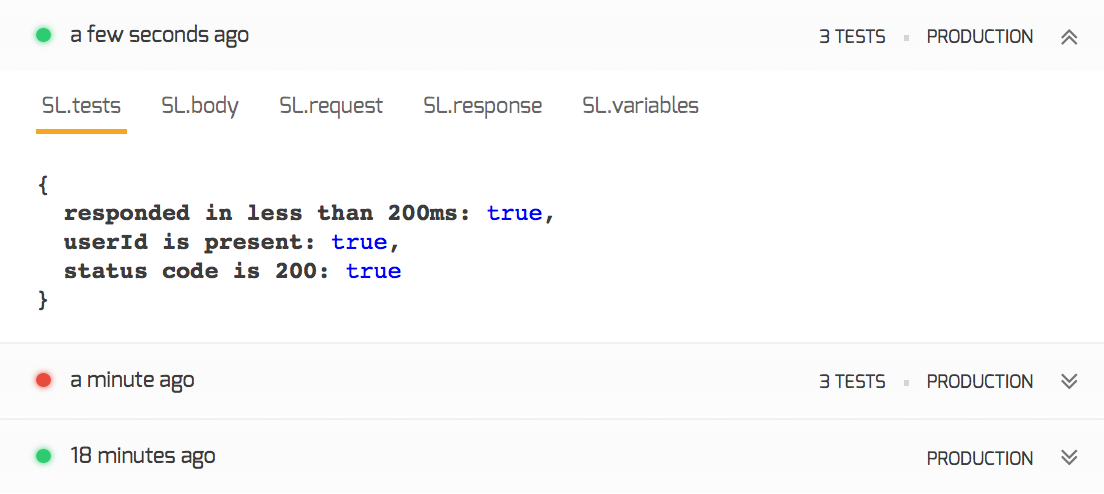 a few seconds ago 3 TESTS PRODUCTION
SL.tests SL.body SL.request SL.response SL.variables
{
responded in less than 200ms: true,
userId is present: true,
status code is 200: true
}
a minute ago 3 TESTS PRODUCTION
18 minutes ago PRODUCTION